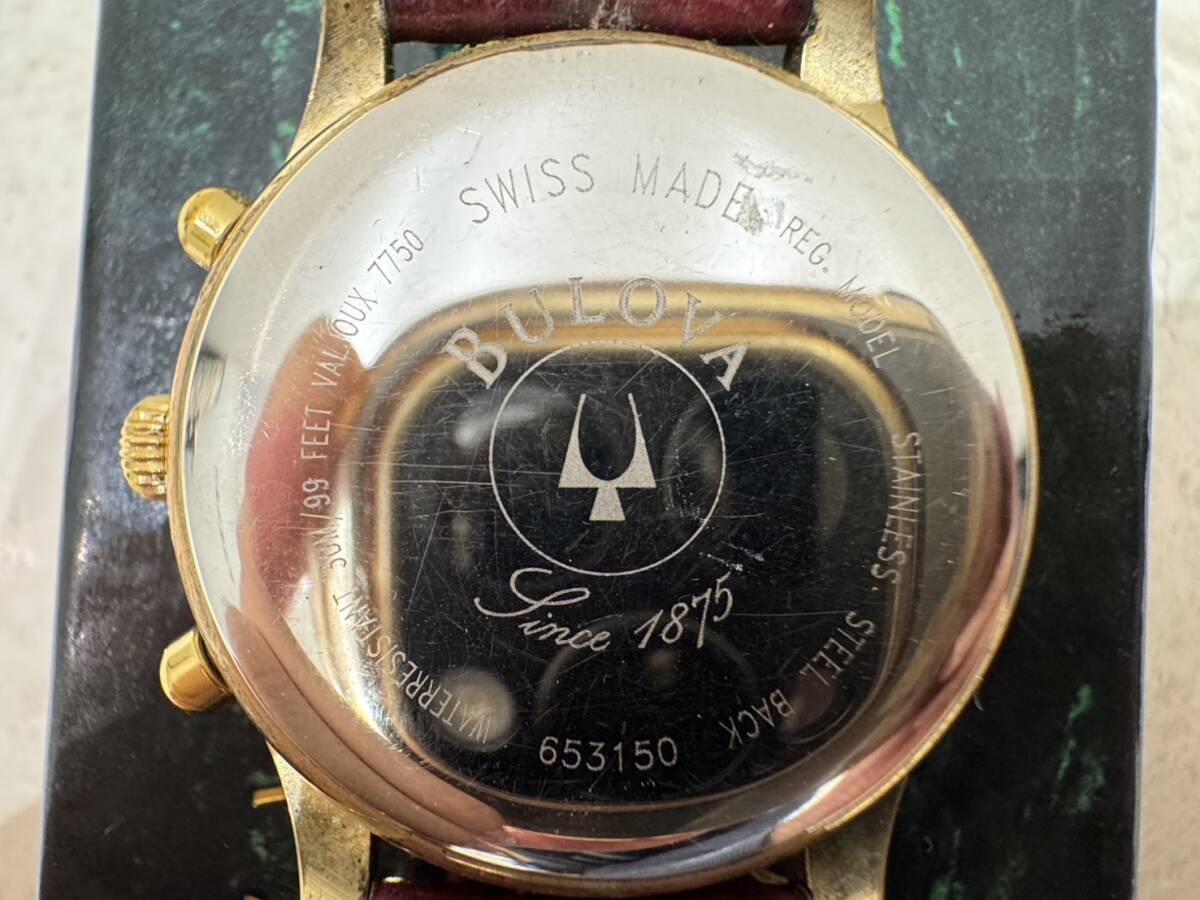 SWISS MADE
REG. MODEL
STAINLESS STEEL BACK
WATERRESISTANT 30M/99 FEET VALJOUX 7750
BULOVA
Since 1875
653150